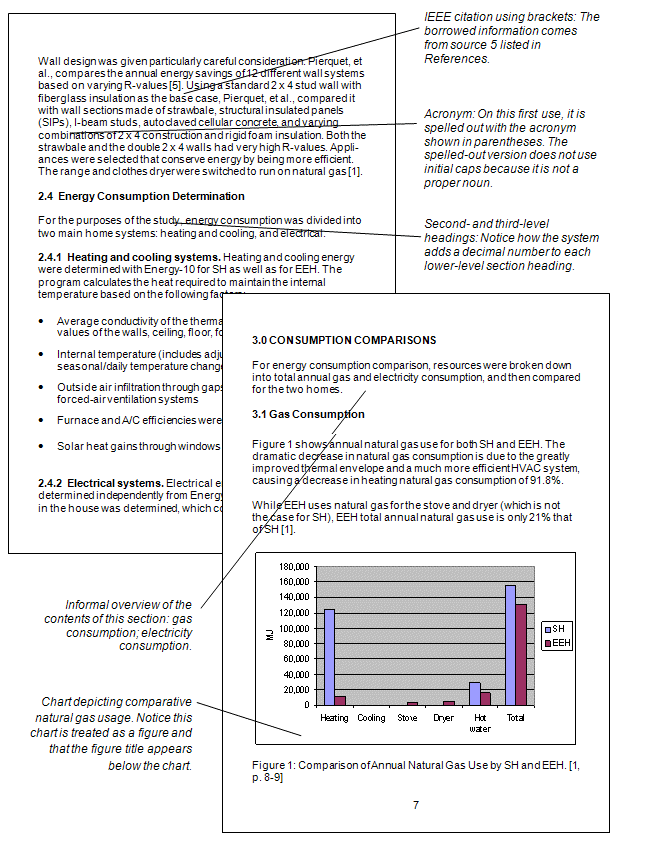 IEEE citation using brackets: The
borrowed information comes
from source 5 listed in
References.
Wall design was given particularly careful consideration. Pierquet, et
al., compares the annual energy savings of 12 different wall systems
based on varying R-values [5]. Using a standard 2 x 4 stud wall with
fiberglass insulation as the base case, Pierquet, et al., compared it
with wall sections made of strawbale, structural insulated panels
(SIPs), I-beam studs, autoclaved cellular concrete, and varying
combinations of 2 x 4 construction and rigid foam insulation. Both the
strawbale and the double 2 x 4 walls had very high R-values. Appli-
ances were selected that conserve energy by being more efficient.
The range and clothes dryer were switched to run on natural gas [1].
Acronym: On this first use, it is
spelled out with the acronym
shown in parentheses. The
spelled-out version does not use
initial caps because it is not a
proper noun.
2.4 Energy Consumption Determination
For the purposes of the study, energy consumption was divided into
two main home systems: heating and cooling, and electrical.
Second- and third-level
headings: Notice how the system
adds a decimal number to each
lower-level section heading.
2.4.1 Heating and cooling systems. Heating and cooling energy
were determined with Energy-10 for SH as well as for EEH. The
program calculates the heat required to maintain the internal
temperature based on the following factors:
• Average conductivity of the therma
values of the walls, ceiling, floor, fo
• Internal temperature (includes adju
seasonal/daily temperature change
• Outside air infiltration through gaps
forced-air ventilation systems
• Furnace and A/C efficiencies were
• Solar heat gains through windows
2.4.2 Electrical systems. Electrical e
determined independently from Energy
in the house was determined, which co
3.0 CONSUMPTION COMPARISONS
For energy consumption comparison, resources were broken down
into total annual gas and electricity consumption, and then compared
for the two homes.
3.1 Gas Consumption
Figure 1 shows annual natural gas use for both SH and EEH. The
dramatic decrease in natural gas consumption is due to the greatly
improved thermal envelope and a much more efficient HVAC system,
causing a decrease in heating natural gas consumption of 91.8%.
While EEH uses natural gas for the stove and dryer (which is not
the case for SH), EEH total annual natural gas use is only 21% that
of SH [1].
Informal overview of the
contents of this section: gas
consumption; electricity
consumption.
180,000
160,000
140,000
120,000
100,000
80,000
60,000
40,000
20,000
0
MJ
Heating Cooling Stove Dryer Hot water Total
SH
EEH
Chart depicting comparative
natural gas usage. Notice this
chart is treated as a figure and
that the figure title appears
below the chart.
Figure 1: Comparison of Annual Natural Gas Use by SH and EEH. [1,
p. 8-9]
7